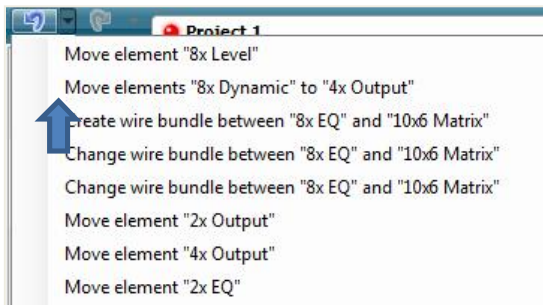 Project 1
Move element "8x Level"
Move elements "8x Dynamic" to "4x Output"
Create wire bundle between "8x EQ" and "10x6 Matrix"
Change wire bundle between "8x EQ" and "10x6 Matrix"
Change wire bundle between "8x EQ" and "10x6 Matrix"
Move element "2x Output"
Move element "4x Output"
Move element "2x EQ"